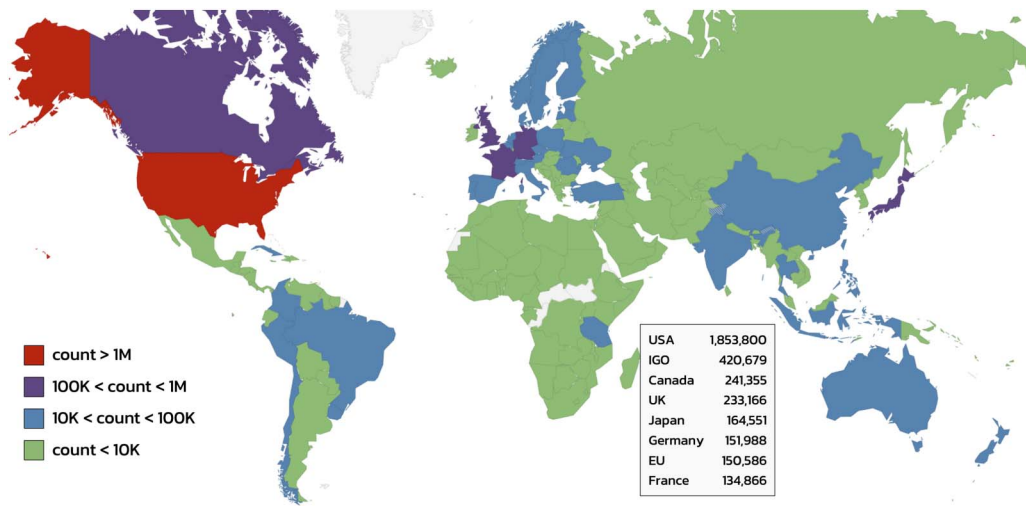 count > 1M
100K < count < 1M
10K < count < 100K
count < 10K
USA 1,853,800
IGO 420,679
Canada 241,355
UK 233,166
Japan 164,551
Germany 151,988
EU 150,586
France 134,866